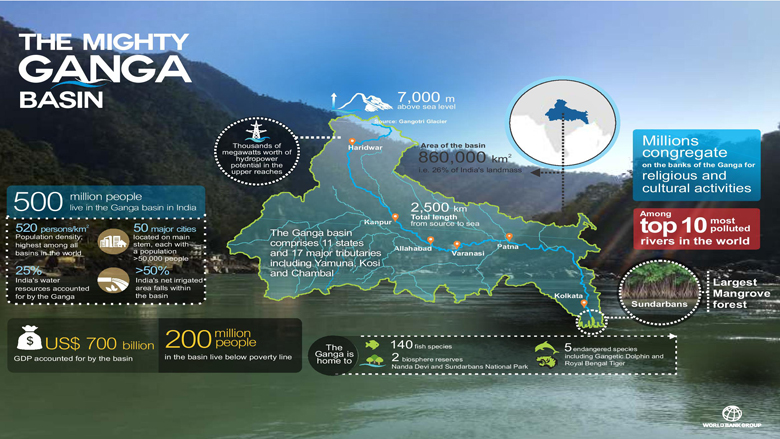 THE MIGHTY
GANGA
BASIN
7,000 m
above sea level
Source: Gangotri Glacier
Thousands of
megawatts worth of
hydropower
potential in the
upper reaches
Haridwar
Area of the basin
860,000 km²
i.e. 26% of India's landmass
Millions
congregate
on the banks of the Ganga for
religious and
cultural activities
500 million people
live in the Ganga basin in India
520 persons/km²
Population density;
highest among all
basins in the world
50 major cities
located on main
stem, each with
a population
>50,000 people
25%
India's water
resources accounted
for by the Ganga
>50%
India's net irrigated
area falls within
the basin
2,500 km
Total length
from source to sea
Kanpur
The Ganga basin
comprises 11 states
and 17 major tributaries
including Yamuna, Kosi
and Chambal
Allahabad
Varanasi
Patna
Kolkata
Among
top 10 most
polluted
rivers in the world
Sundarbans
Largest
Mangrove
forest
$
US$ 700 billion
GDP accounted for by the basin
200 million
people
in the basin live below poverty line
The
Ganga is
home to
140 fish species
2 biosphere reserves
Nanda Devi and Sundarbans National Park
5 endangered species
including Gangetic Dolphin and
Royal Bengal Tiger
WORLD BANK GROUP